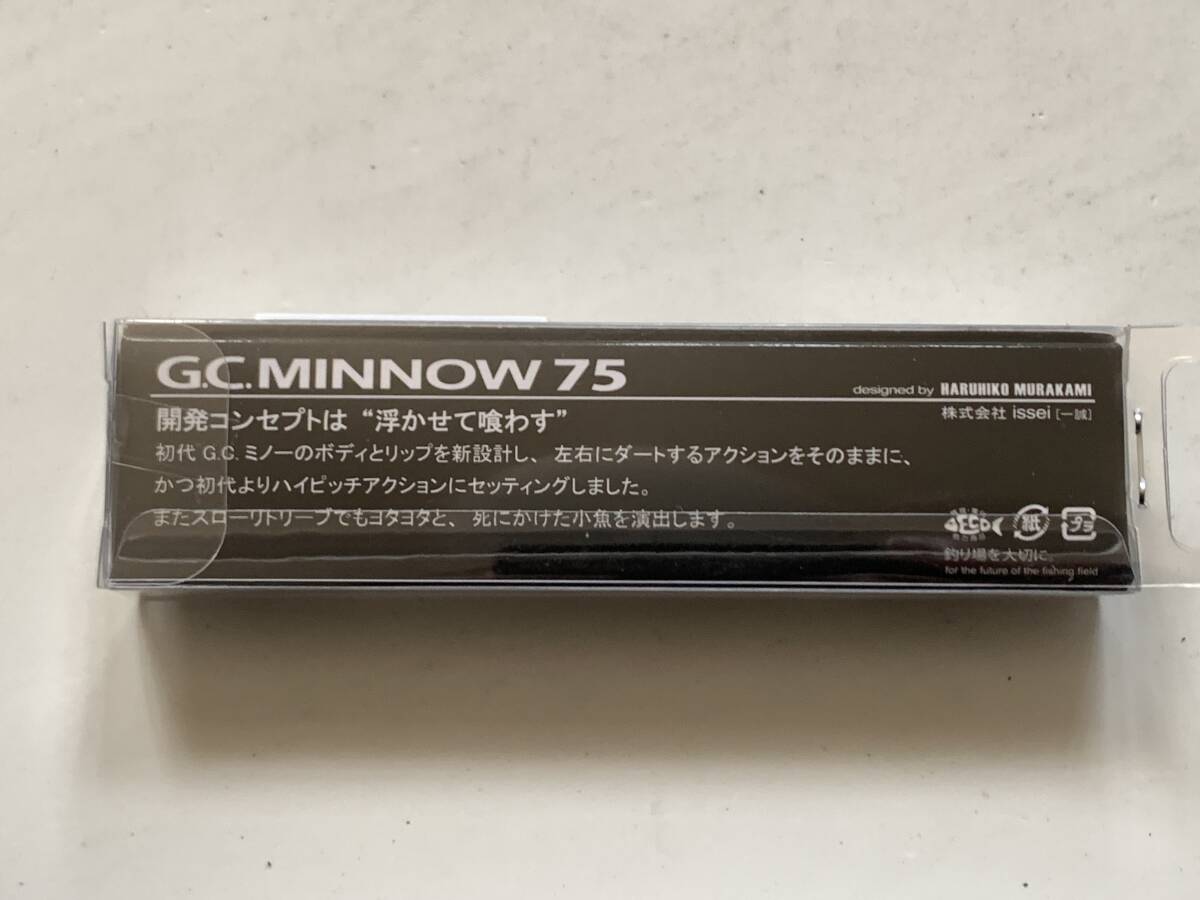 G.C.MINNOW 75
designed by HARUHIKO MURAKAMI
開発コンセプトは “浮かせて喰わす”
株式会社 issei [一誠]
初代 G.C. ミノーのボディとリップを新設計し、左右にダートするアクションをそのままに、
かつ初代よりハイピッチアクションにセッティングしました。
またスローリトリーブでもヨタヨタと、死にかけた小魚を演出します。
ECO
紙
プラ
釣り場を大切に。
for the future of the fishing field